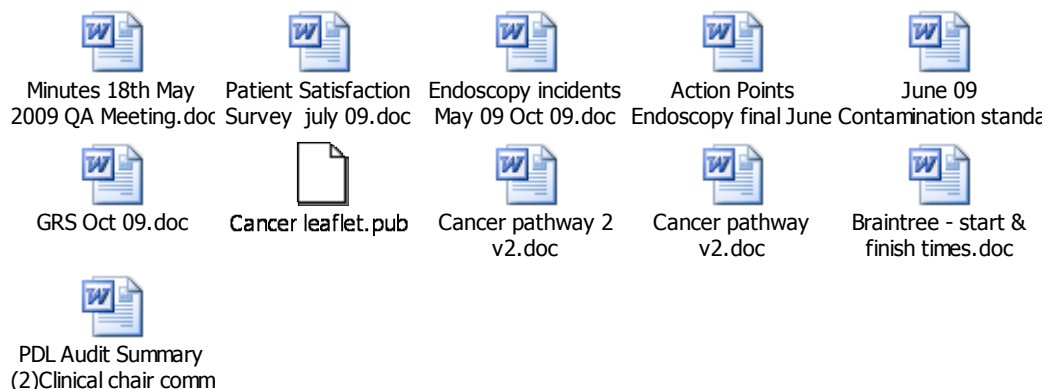 Minutes 18th May
2009 QA Meeting.doc
Patient Satisfaction
Survey july 09.doc
Endoscopy incidents
May 09 Oct 09.doc
Action Points
Endoscopy final June
June 09
Contamination standa
GRS Oct 09.doc
Cancer leaflet.pub
Cancer pathway 2
v2.doc
Cancer pathway
v2.doc
Braintree - start &
finish times.doc
PDL Audit Summary
(2)Clinical chair comm